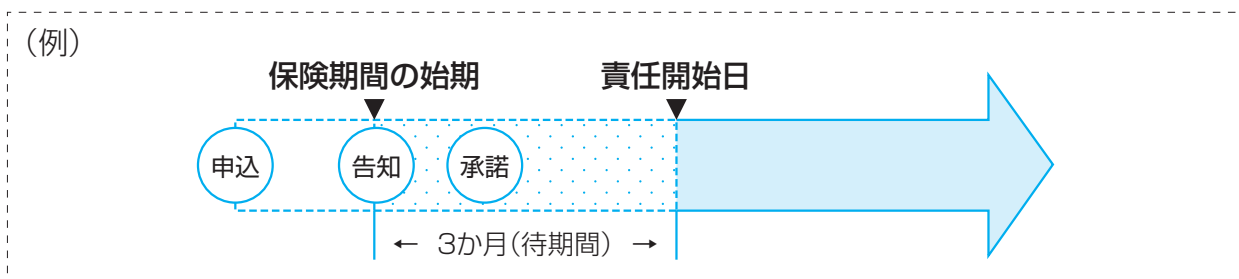 （例）
保険期間の始期
責任開始日
申込
告知
承諾
← 3か月（待期間） →